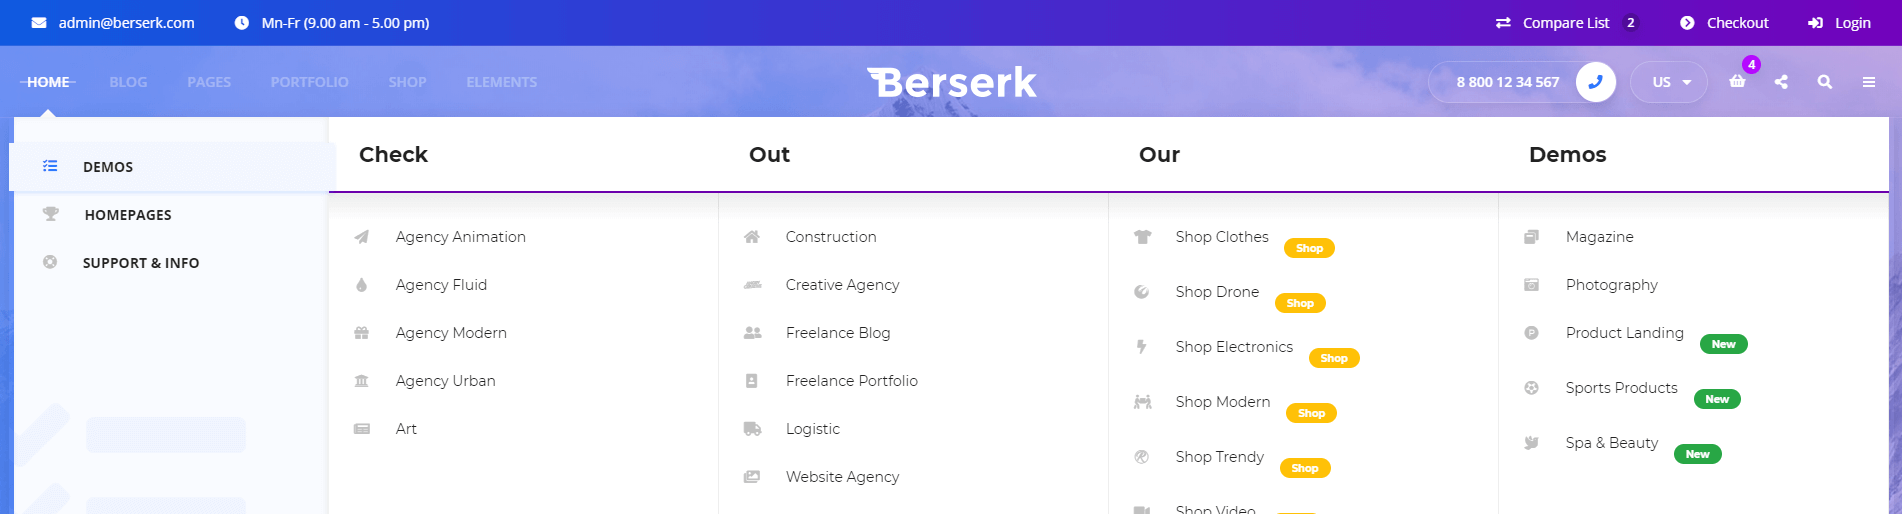 admin@berserk.com Mn-Fr (9.00 am - 5.00 pm) Compare List 2 Checkout Login
HOME BLOG PAGES PORTFOLIO SHOP ELEMENTS Berserk 8 800 12 34 567 US 4
DEMOS
HOMEPAGES
SUPPORT & INFO
Check
Agency Animation
Agency Fluid
Agency Modern
Agency Urban
Art
Out
Construction
Creative Agency
Freelance Blog
Freelance Portfolio
Logistic
Website Agency
Our
Shop Clothes Shop
Shop Drone Shop
Shop Electronics Shop
Shop Modern Shop
Shop Trendy Shop
Shop Video
Demos
Magazine
Photography
Product Landing New
Sports Products New
Spa & Beauty New